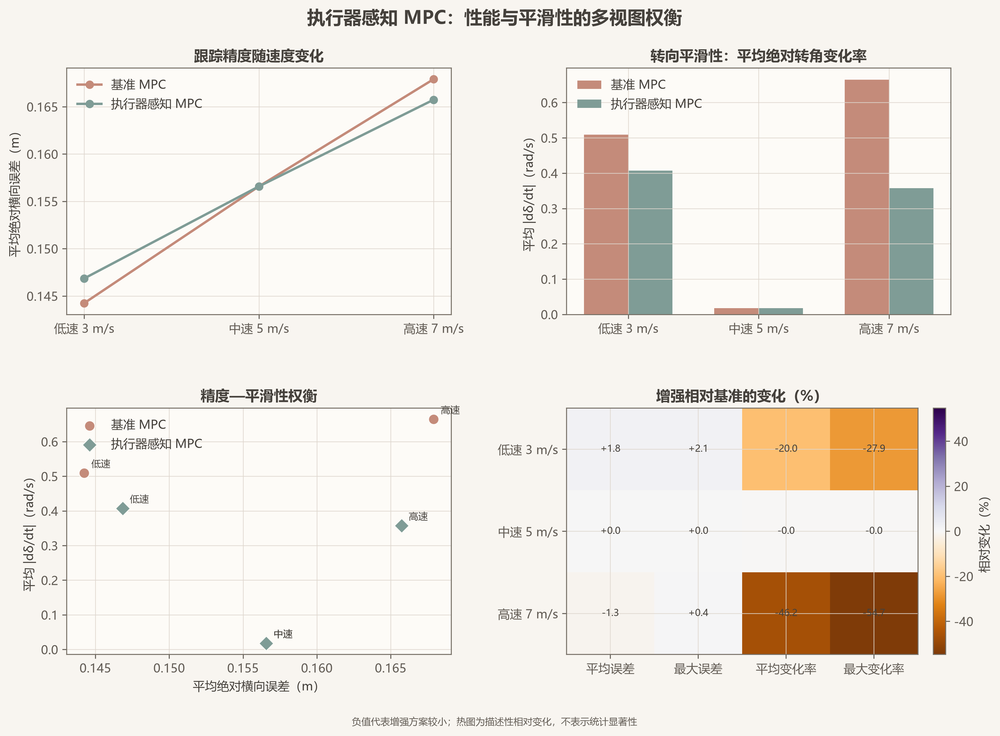 执行器感知 MPC：性能与平滑性的多视图权衡
跟踪精度随速度变化
基准 MPC
执行器感知 MPC
平均绝对横向误差（m）
0.165
0.160
0.155
0.150
0.145
低速 3 m/s
中速 5 m/s
高速 7 m/s
转向平滑性：平均绝对转角变化率
基准 MPC
执行器感知 MPC
平均 |dδ/dt|（rad/s）
0.6
0.5
0.4
0.3
0.2
0.1
0.0
低速 3 m/s
中速 5 m/s
高速 7 m/s
精度—平滑性权衡
基准 MPC
执行器感知 MPC
高速
低速
低速
高速
中速
平均 |dδ/dt|（rad/s）
0.6
0.5
0.4
0.3
0.2
0.1
0.0
0.145
0.150
0.155
0.160
0.165
平均绝对横向误差（m）
增强相对基准的变化（%）
低速 3 m/s
+1.8
+2.1
-20.0
-27.9
中速 5 m/s
+0.0
+0.0
-0.0
-0.0
高速 7 m/s
-1.3
+0.4
-46.2
-54.7
平均误差
最大误差
平均变化率
最大变化率
40
20
0
-20
-40
相对变化（%）
负值代表增强方案较小；热图为描述性相对变化，不表示统计显著性